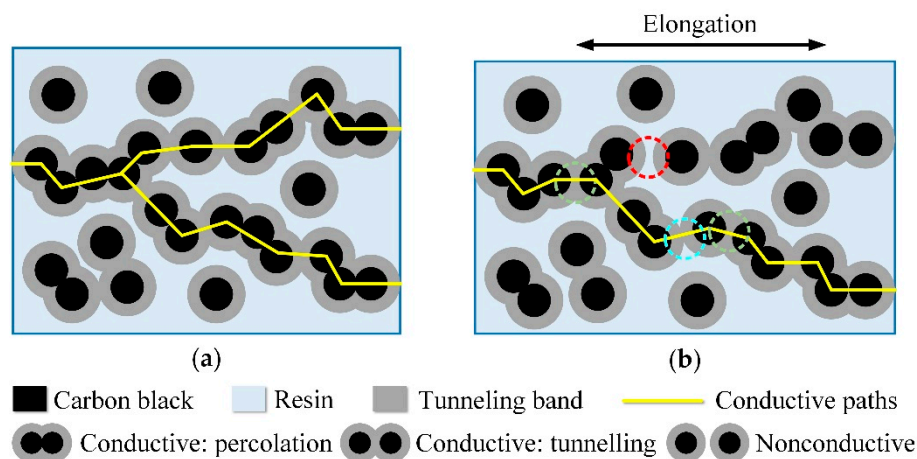 Elongation
(a)
(b)
Carbon black
Resin
Tunneling band
Conductive paths
Conductive: percolation
Conductive: tunnelling
Nonconductive